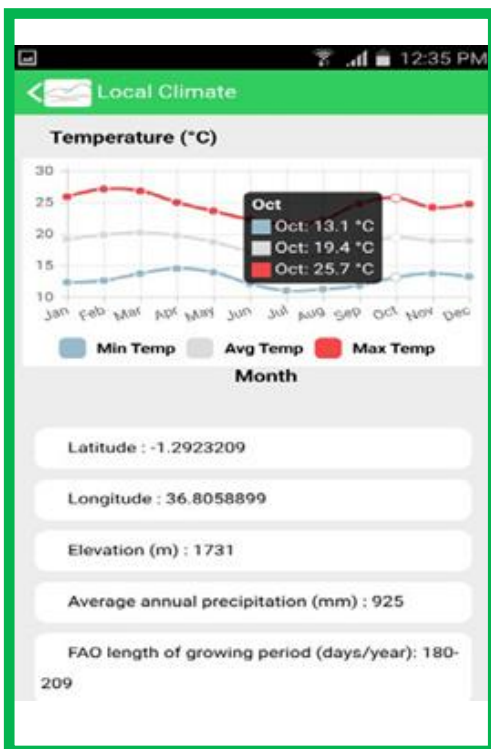 12:35 PM
Local Climate
Temperature (°C)
30
25
20
15
10
Oct
Oct: 13.1 °C
Oct: 19.4 °C
Oct: 25.7 °C
Jan Feb Mar Apr May Jun Jul Aug Sep Oct Nov Dec
Min Temp Avg Temp Max Temp
Month
Latitude : -1.2923209
Longitude : 36.8058899
Elevation (m) : 1731
Average annual precipitation (mm) : 925
FAO length of growing period (days/year): 180-
209